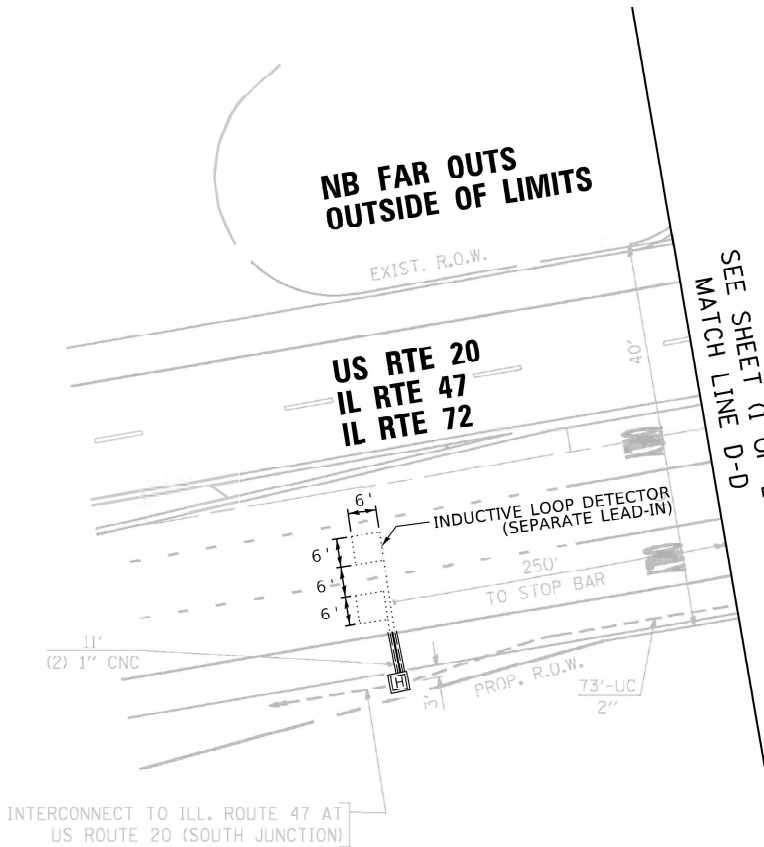 NB FAR OUTS
OUTSIDE OF LIMITS
EXIST. R.O.W.
SEE SHEET (1 OF
MATCH LINE D-D
40'
US RTE 20
IL RTE 47
IL RTE 72
6'
INDUCTIVE LOOP DETECTOR
(SEPARATE LEAD-IN)
6'
6'
6'
250'
TO STOP BAR
11'
(2) 1" CNC
H
3'
PROP. R.O.W.
73'-UC
2"
INTERCONNECT TO ILL. ROUTE 47 AT
US ROUTE 20 (SOUTH JUNCTION)